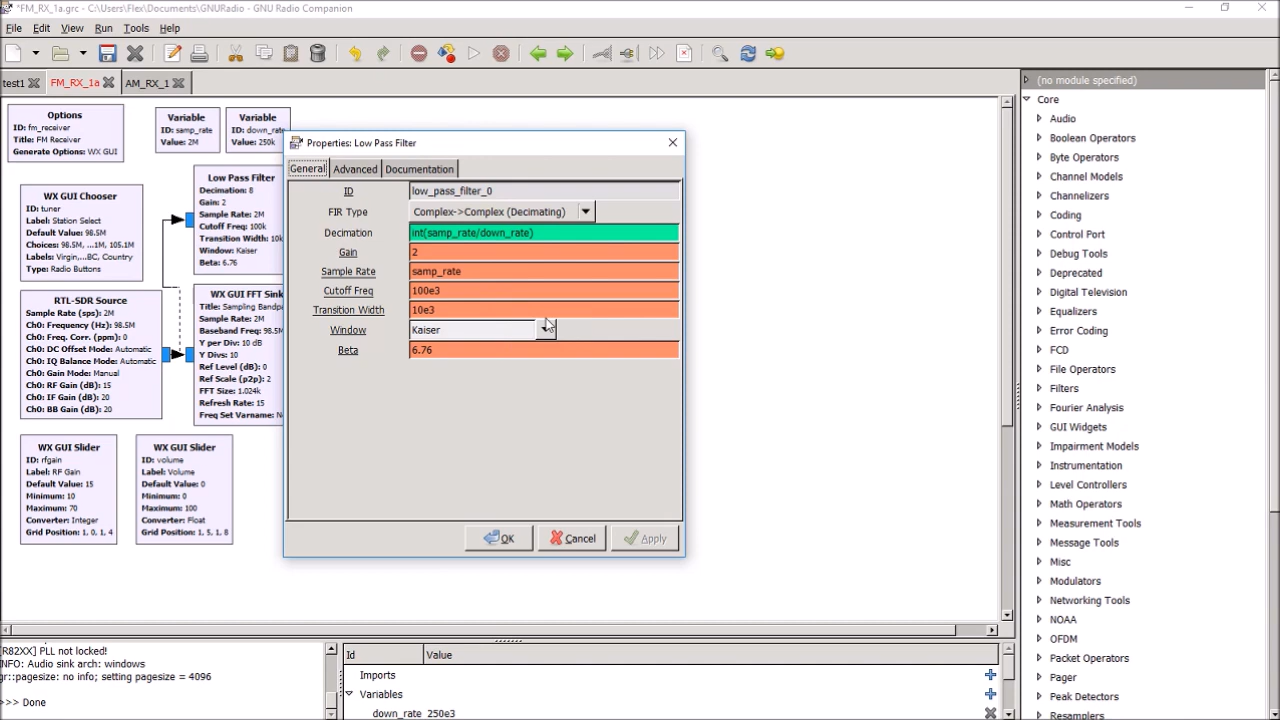 *FM_RX_1a.grc - C:\Users\Flex\Documents\GNURadio - GNU Radio Companion
File Edit View Run Tools Help
test1 FM_RX_1a AM_RX_1
Options
ID: fm_receiver
Title: FM Receiver
Generate Options: WX GUI
Variable
ID: samp_rate
Value: 2M
Variable
ID: down_rate
Value: 250k
WX GUI Chooser
ID: tuner
Label: Station Select
Default Value: 98.5M
Choices: 98.5M, ...1M, 105.1M
Labels: Virgin,...BC, Country
Type: Radio Buttons
Low Pass Filter
Decimation: 8
Gain: 2
Sample Rate: 2M
Cutoff Freq: 100k
Transition Width: 10k
Window: Kaiser
Beta: 6.76
RTL-SDR Source
Sample Rate (sps): 2M
Ch0: Frequency (Hz): 98.5M
Ch0: Freq. Corr. (ppm): 0
Ch0: DC Offset Mode: Automatic
Ch0: IQ Balance Mode: Automatic
Ch0: Gain Mode: Manual
Ch0: RF Gain (dB): 15
Ch0: IF Gain (dB): 20
Ch0: BB Gain (dB): 20
WX GUI FFT Sink
Title: Sampling Bandp
Sample Rate: 2M
Baseband Freq: 98.5M
Y per Div: 10 dB
Y Divs: 10
Ref Level (dB): 0
Ref Scale (p2p): 2
FFT Size: 1.024k
Refresh Rate: 15
Freq Set Varname: N
WX GUI Slider
ID: rfgain
Label: RF Gain
Default Value: 15
Minimum: 10
Maximum: 70
Converter: Integer
Grid Position: 1, 0, 1, 4
WX GUI Slider
ID: volume
Label: Volume
Default Value: 0
Minimum: 0
Maximum: 100
Converter: Float
Grid Position: 1, 5, 1, 8
Properties: Low Pass Filter
General Advanced Documentation
ID low_pass_filter_0
FIR Type Complex->Complex (Decimating)
Decimation int(samp_rate/down_rate)
Gain 2
Sample Rate samp_rate
Cutoff Freq 100e3
Transition Width 10e3
Window Kaiser
Beta 6.76
OK Cancel Apply
(no module specified)
Core
Audio
Boolean Operators
Byte Operators
Channel Models
Channelizers
Coding
Control Port
Debug Tools
Deprecated
Digital Television
Equalizers
Error Coding
FCD
File Operators
Filters
Fourier Analysis
GUI Widgets
Impairment Models
Instrumentation
Level Controllers
Math Operators
Measurement Tools
Message Tools
Misc
Modulators
Networking Tools
NOAA
OFDM
Packet Operators
Pager
Peak Detectors
Resamplers
[R82XX] PLL not locked!
INFO: Audio sink arch: windows
gr::pagesize: no info; setting pagesize = 4096
>>> Done
Id Value
Imports
Variables
down_rate 250e3